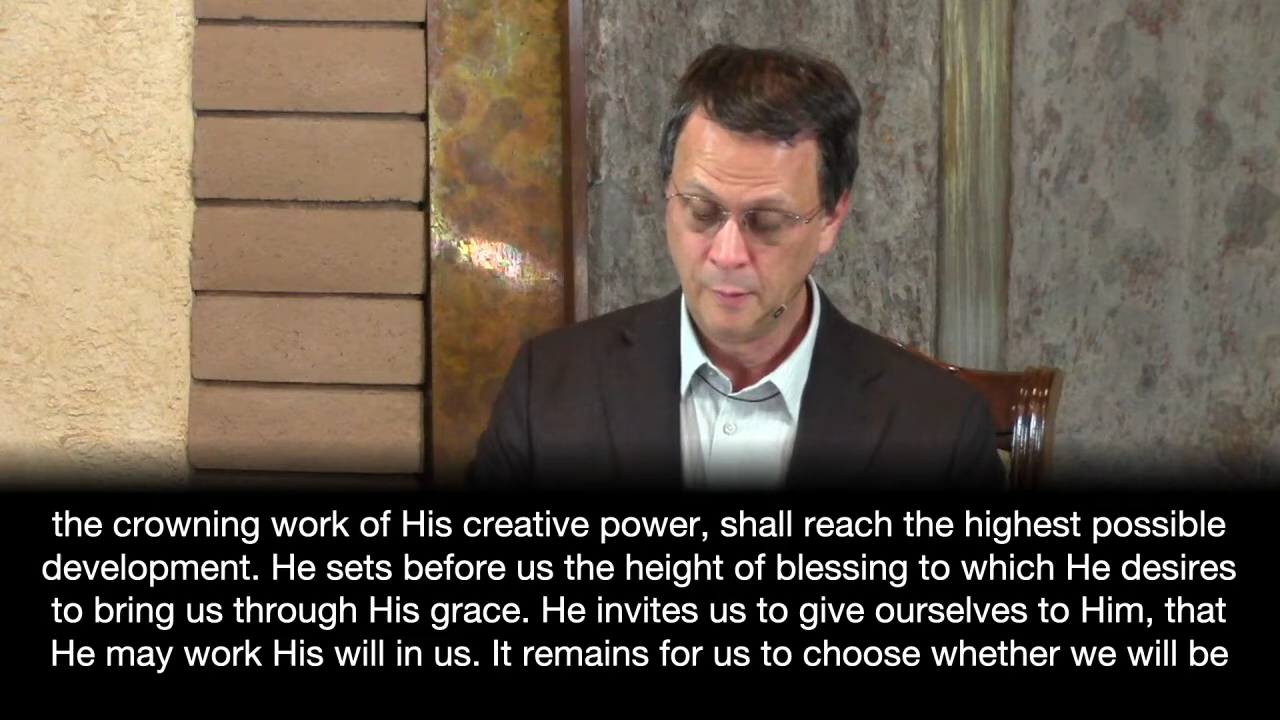 the crowning work of His creative power, shall reach the highest possible
development. He sets before us the height of blessing to which He desires
to bring us through His grace. He invites us to give ourselves to Him, that
He may work His will in us. It remains for us to choose whether we will be